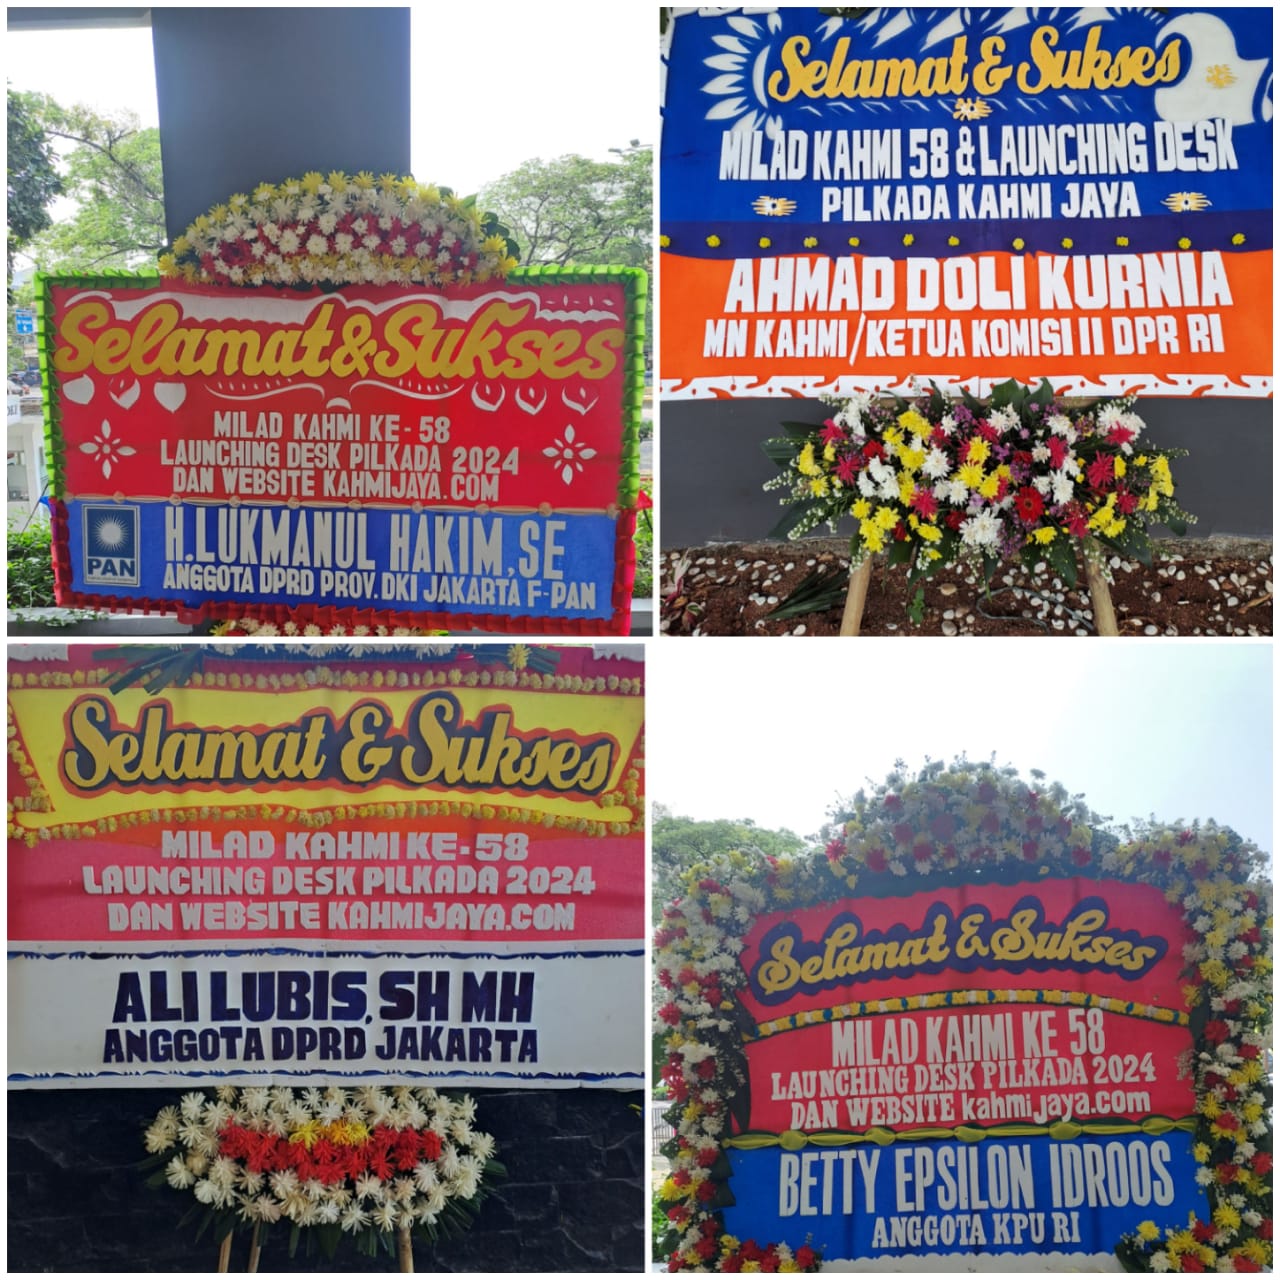 Selamat & Sukses
MILAD KAHMI KE - 58
LAUNCHING DESK PILKADA 2024
DAN WEBSITE KAHMIJAYA.COM
PAN
H.LUKMANUL HAKIM, SE
ANGGOTA DPRD PROV. DKI JAKARTA F-PAN
Selamat & Sukses
MILAD KAHMI 58 & LAUNCHING DESK
PILKADA KAHMI JAYA
AHMAD DOLI KURNIA
MN KAHMI/KETUA KOMISI II DPR RI
Selamat & Sukses
MILAD KAHMI KE-58
LAUNCHING DESK PILKADA 2024
DAN WEBSITE KAHMIJAYA.COM
ALI LUBIS, SH MH
ANGGOTA DPRD JAKARTA
Selamat & Sukses
MILAD KAHMI KE 58
LAUNCHING DESK PILKADA 2024
DAN WEBSITE kahmijaya.com
BETTY EPSILON IDROOS
ANGGOTA KPU RI